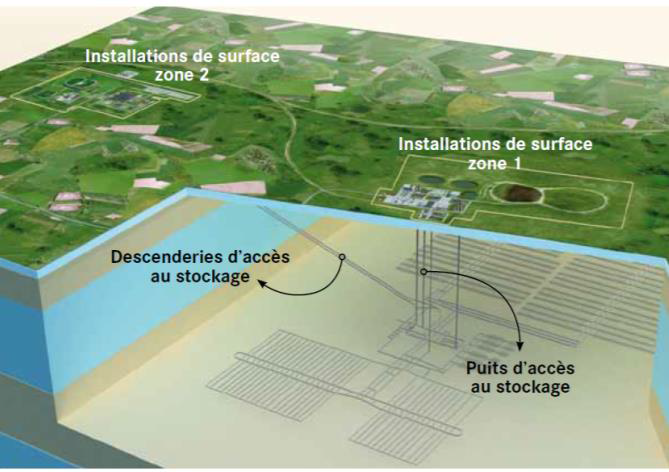 Installations de surface
zone 2
Installations de surface
zone 1
Descenderies d’accès
au stockage
Puits d’accès
au stockage